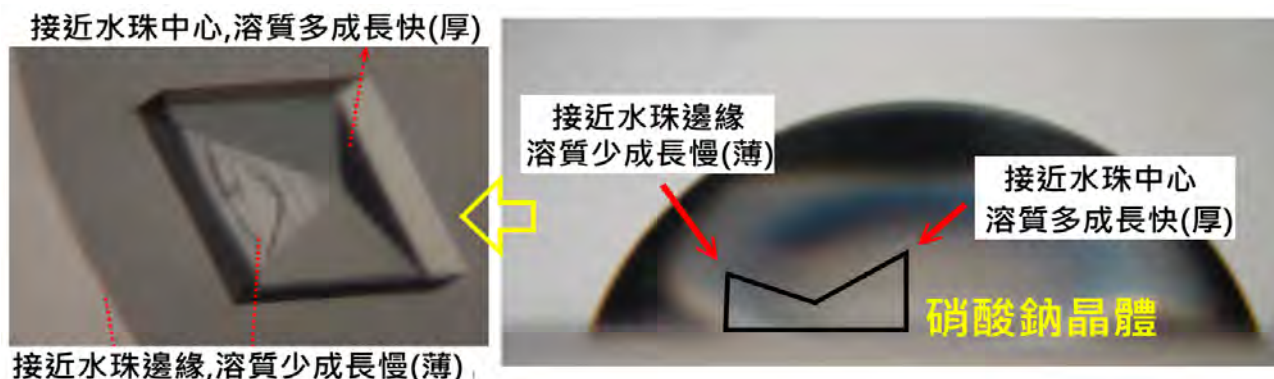 接近水珠中心,溶質多成長快(厚)
接近水珠邊緣,溶質少成長慢(薄)
接近水珠邊緣
溶質少成長慢(薄)
接近水珠中心
溶質多成長快(厚)
硝酸鈉晶體